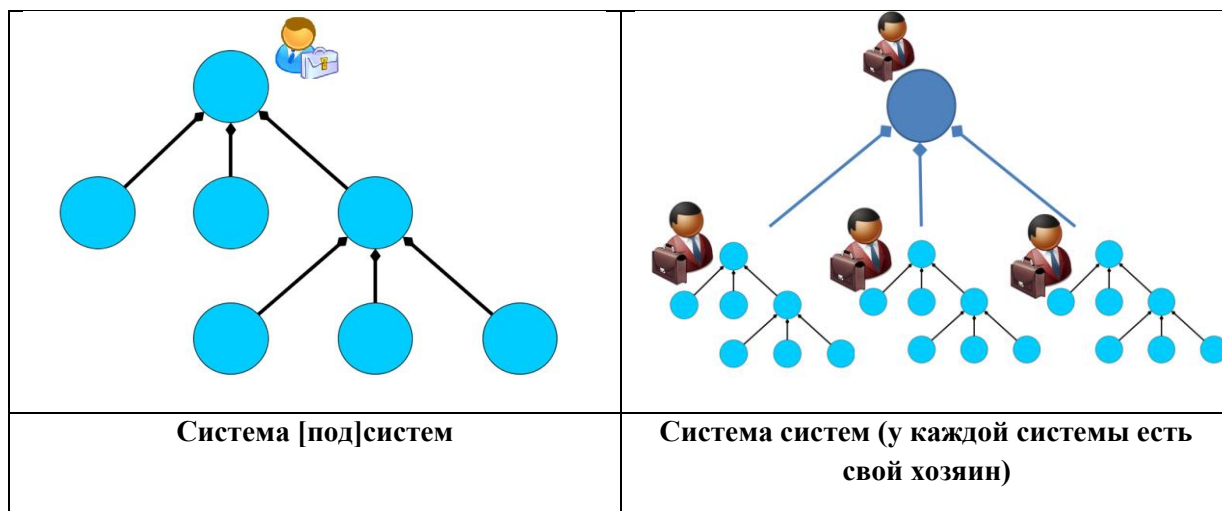 Система [под]систем
Система систем (у каждой системы есть
свой хозяин)